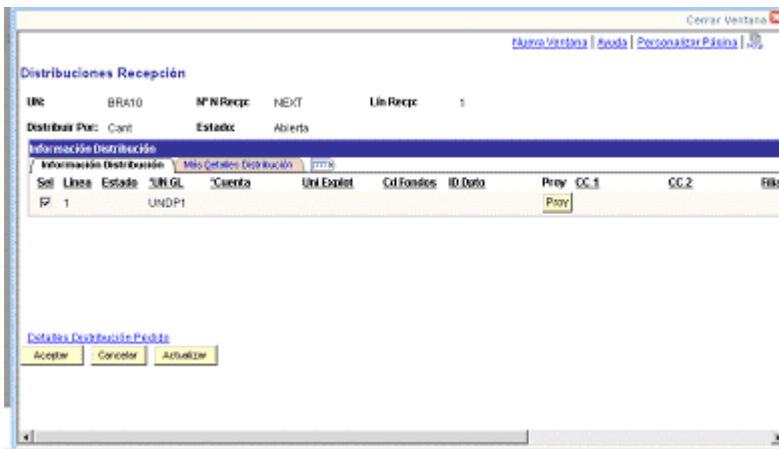 Cerrar Ventana
Nueva Ventana | Ayuda | Personalizar Página |
Distribuciones Recepción
UN: BRA10 Nº N Recp: NEXT Lín Recp: 1
Distribuir Por: Cant Estado: Abierta
Información Distribución
Información Distribución Más Detalles Distribución
Sel Línea Estado *UN GL *Cuenta Uni Explot Cd Fondos ID Dpto Proy CC.1 CC.2
1 UNDP1 Proy
Detalles Distribución Pedido
Aceptar Cancelar Actualizar